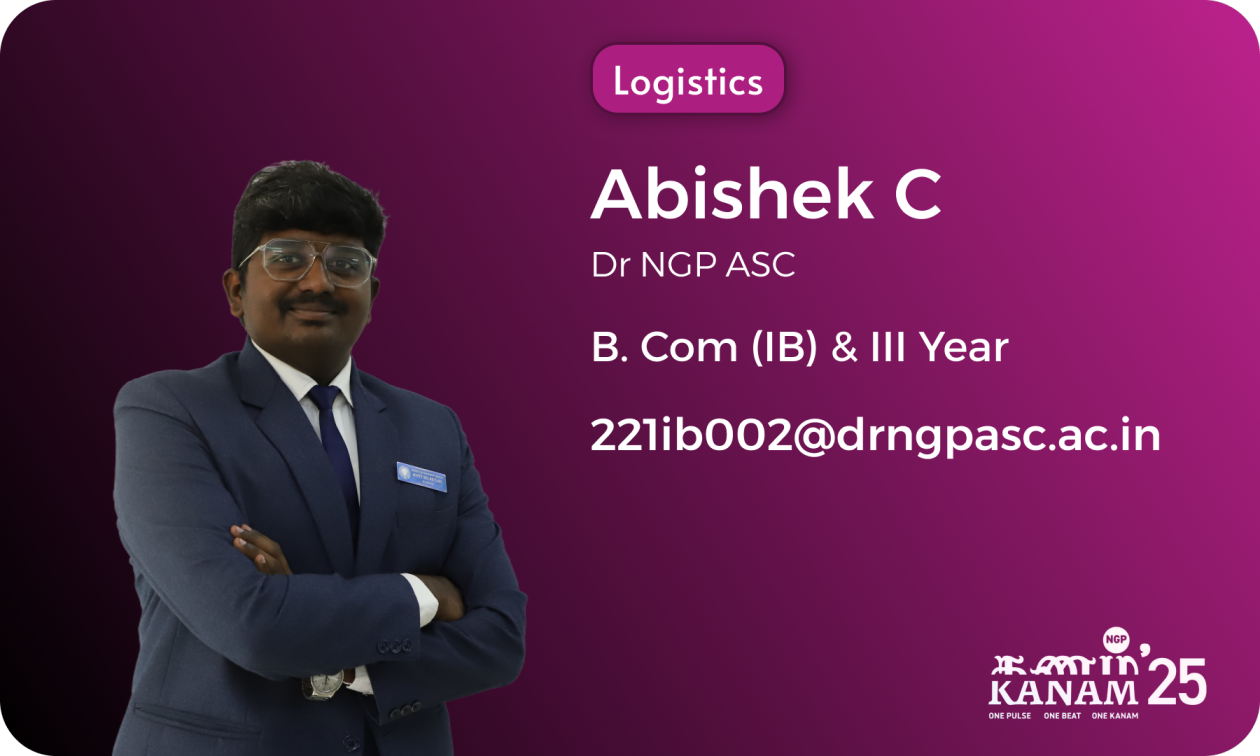 Logistics
Abishek C
Dr NGP ASC
B. Com (IB) & III Year
221ib002@drngpasc.ac.in
NGP
கணம்
KANAM'25
ONE PULSE ONE BEAT ONE KANAM